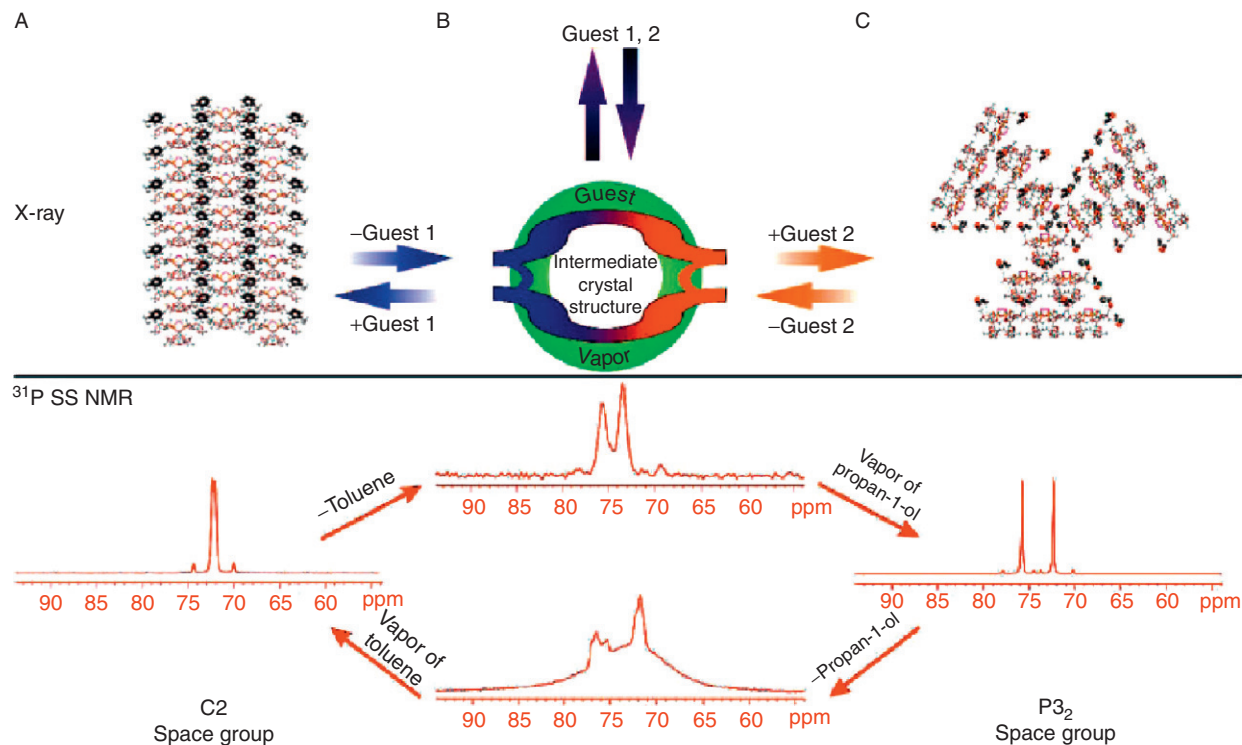 A
B
C
Guest 1, 2
X-ray
Guest
–Guest 1
+Guest 2
Intermediate
crystal
structure
+Guest 1
–Guest 2
Vapor
³¹P SS NMR
–Toluene
90 85 80 75 70 65 60 ppm
Vapor of
propan-1-ol
90 85 80 75 70 65 60 ppm
90 85 80 75 70 65 60 ppm
Vapor of
toluene
–Propan-1-ol
90 85 80 75 70 65 60 ppm
C2
Space group
P3₂
Space group